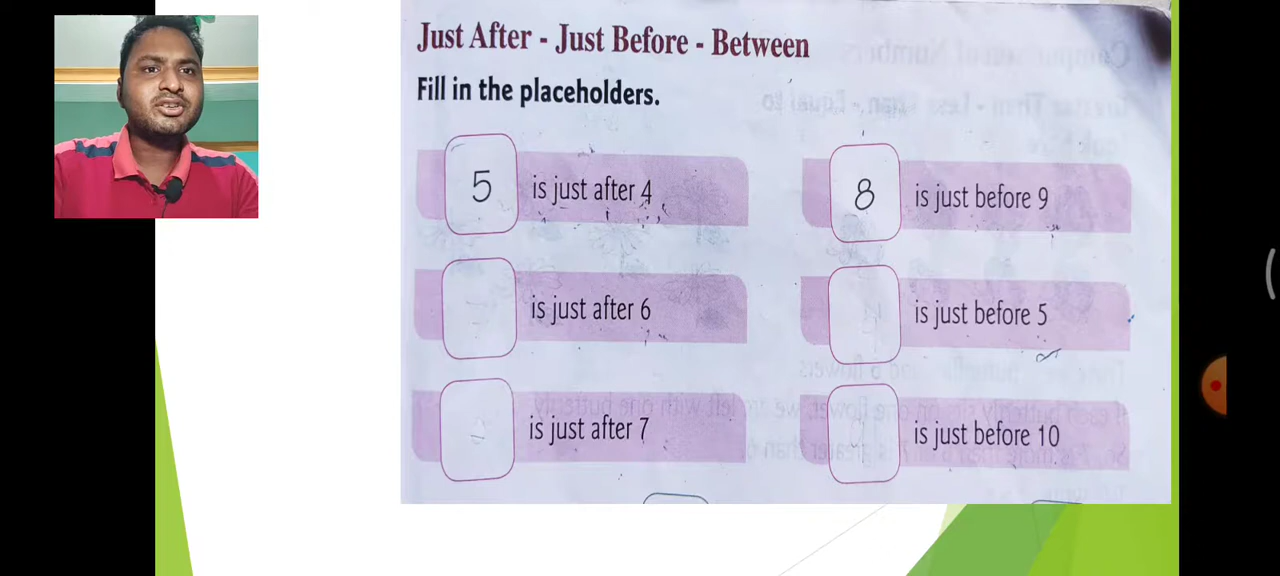 Just After - Just Before - Between
Fill in the placeholders.
5 is just after 4
8 is just before 9
is just after 6
is just before 5
is just after 7
is just before 10